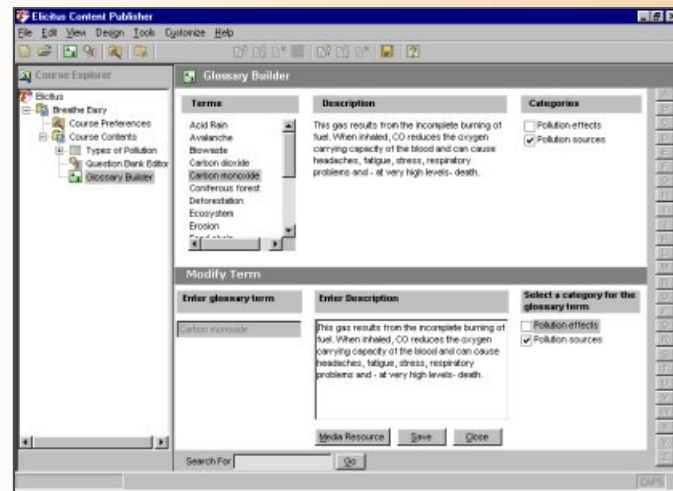 Elicitus Content Publisher
File Edit View Design Tools Customize Help
Course Explorer
Elicitus
Breathe Easy
Course Preferences
Course Contents
Types of Pollution
Question Bank Editor
Glossary Builder
Glossary Builder
Terms
Acid Rain
Avalanche
Biowaste
Carbon dioxide
Carbon monoxide
Coniferous forest
Deforestation
Ecosystem
Erosion
Food chain
Description
This gas results from the incomplete burning of
fuel. When inhaled, CO reduces the oxygen
carrying capacity of the blood and can cause
headaches, fatigue, stress, respiratory
problems and - at very high levels- death.
Categories
Pollution effects
Pollution sources
Modify Term
Enter glossary term
Carbon monoxide
Enter Description
This gas results from the incomplete burning of
fuel. When inhaled, CO reduces the oxygen
carrying capacity of the blood and can cause
headaches, fatigue, stress, respiratory
problems and - at very high levels- death.
Select a category for the
glossary term
Pollution effects
Pollution sources
Media Resource Save Close
Search For Go
CAPS